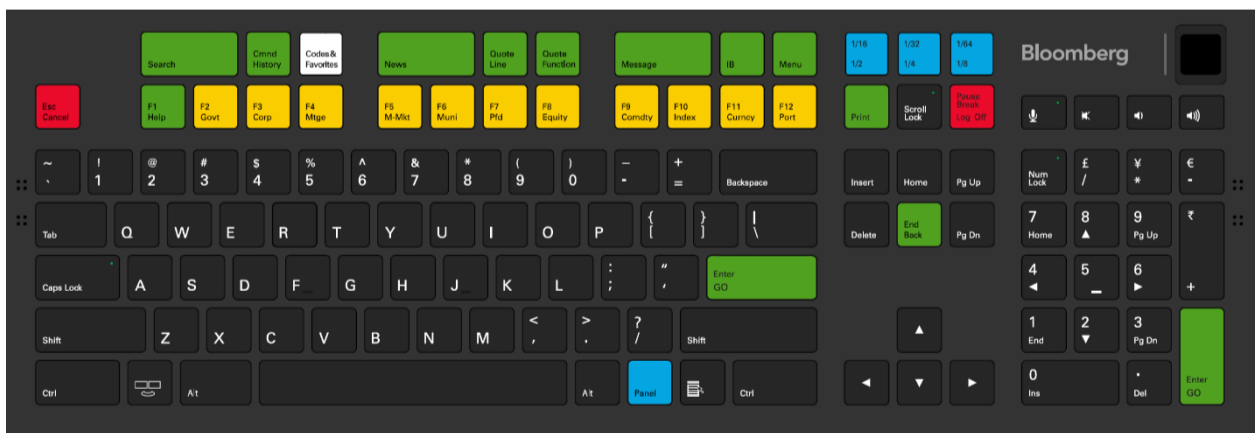 Search
Cmnd
History
Codes &
Favorites
News
Quote
Line
Quote
Function
Message
IB
Menu
1/16
1/2
1/32
1/4
1/64
1/8
Bloomberg
Esc
Cancel
F1
Help
F2
Govt
F3
Corp
F4
Mtge
F5
M-Mkt
F6
Muni
F7
Pfd
F8
Equity
F9
Comdty
F10
Index
F11
Curncy
F12
Port
Print
Scroll
Lock
Pause
Break
Log Off
~
`
!
1
@
2
#
3
$
4
%
5
^
6
&
7
*
8
(
9
)
0
–
-
+
=
Backspace
Insert
Home
Pg Up
Num
Lock
£
/
¥
*
€
-
Tab
Q
W
E
R
T
Y
U
I
O
P
{
[
}
]
|
\
Delete
End
Back
Pg Dn
7
Home
8
▲
9
Pg Up
₹
+
Caps Lock
A
S
D
F
G
H
J
K
L
:
;
"
'
Enter
GO
4
◄
5
6
►
Shift
Z
X
C
V
B
N
M
<
,
>
.
?
/
Shift
▲
1
End
2
▼
3
Pg Dn
Enter
GO
Ctrl
Alt
Alt
Panel
Ctrl
◄
▼
►
0
Ins
.
Del